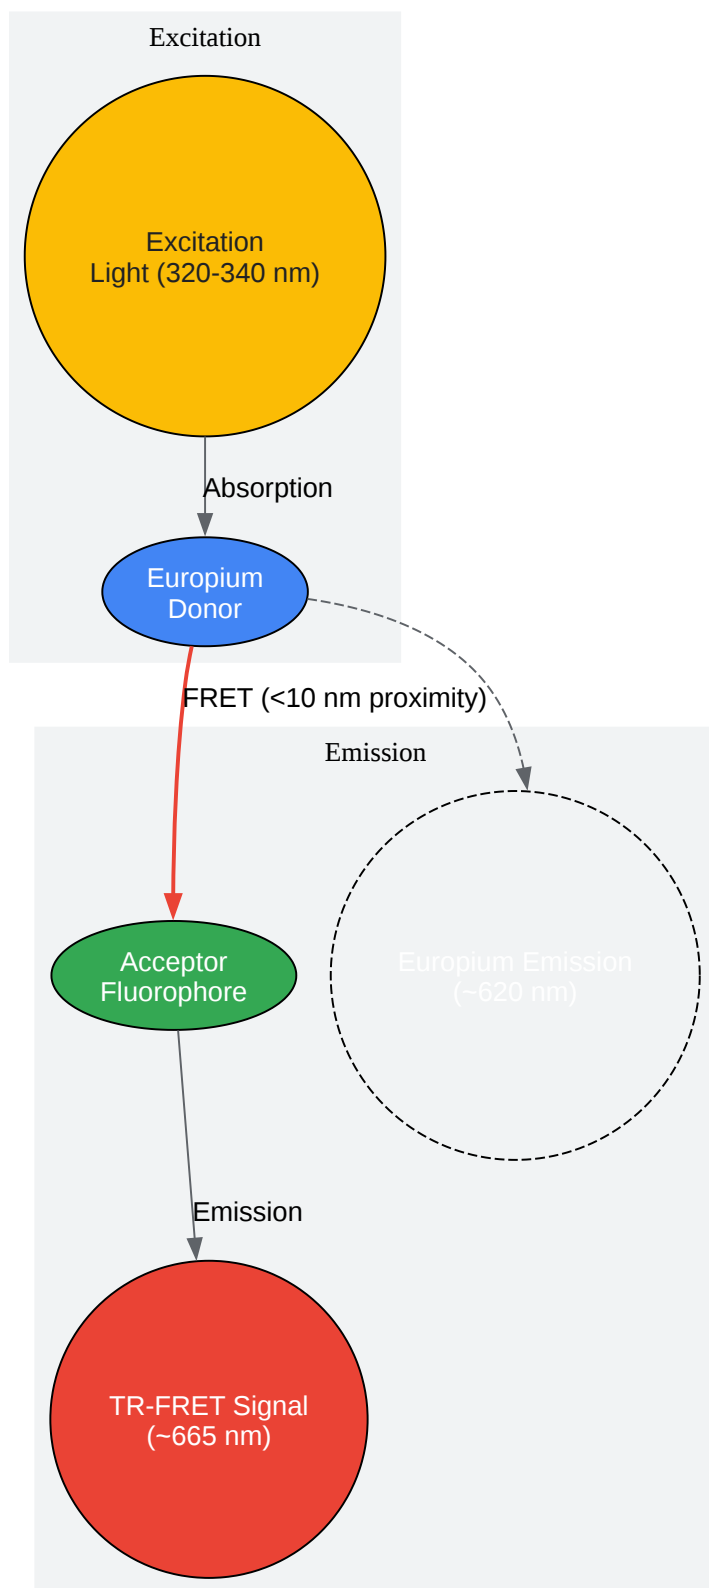 Excitation
Excitation
Light (320-340 nm)
Absorption
Europium
Donor
FRET (<10 nm proximity)
Emission
Acceptor
Fluorophore
Europium Emission
(~620 nm)
Emission
TR-FRET Signal
(~665 nm)